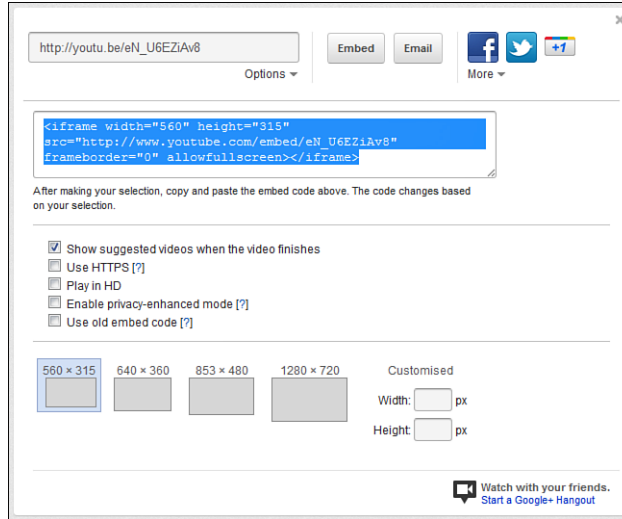 http://youtu.be/eN_U6EZiAv8
Embed
Email
+1
Options
More
<iframe width="560" height="315"
src="http://www.youtube.com/embed/eN_U6EZiAv8"
frameborder="0" allowfullscreen></iframe>
After making your selection, copy and paste the embed code above. The code changes based
on your selection.
Show suggested videos when the video finishes
Use HTTPS [?]
Play in HD
Enable privacy-enhanced mode [?]
Use old embed code [?]
560 × 315
640 × 360
853 × 480
1280 × 720
Customised
Width: px
Height: px
Watch with your friends.
Start a Google+ Hangout